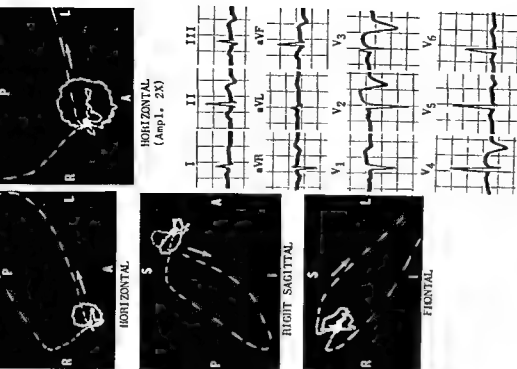 P
R
L
A
HORIZONTAL
(Ampl. 2X)
P
R
L
A
HORIZONTAL
S
P
A
I
RIGHT SAGITTAL
S
R
L
I
FRONTAL
I II III
aVR aVL aVF
V1 V2 V3
V4 V5 V6